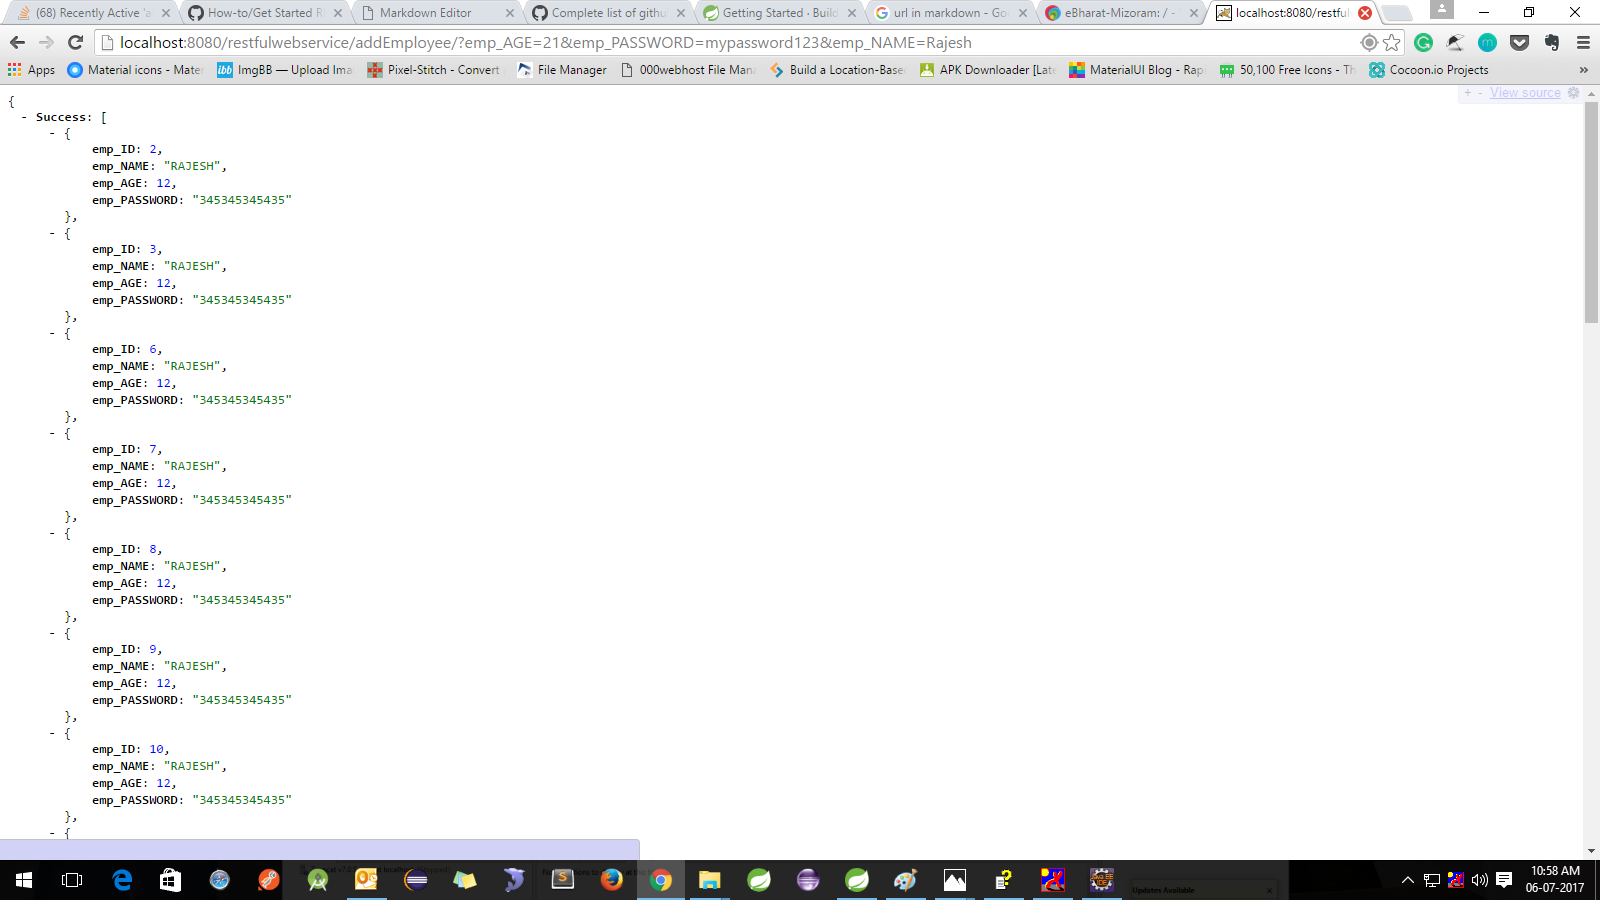 (68) Recently Active 'a
How-to/Get Started R
Markdown Editor
Complete list of githu
Getting Started · Build
url in markdown - Goo
eBharat-Mizoram: / -
localhost:8080/restful
localhost:8080/restfulwebservice/addEmployee/?emp_AGE=21&emp_PASSWORD=mypassword123&emp_NAME=Rajesh
Apps
Material icons - Mater
ImgBB — Upload Ima
Pixel-Stitch - Convert
File Manager
000webhost File Man
Build a Location-Base
APK Downloader [Late
MaterialUI Blog - Rap
50,100 Free Icons - Th
Cocoon.io Projects
»
+ - View source
{
- Success: [
- {
emp_ID: 2,
emp_NAME: "RAJESH",
emp_AGE: 12,
emp_PASSWORD: "345345345435"
},
- {
emp_ID: 3,
emp_NAME: "RAJESH",
emp_AGE: 12,
emp_PASSWORD: "345345345435"
},
- {
emp_ID: 6,
emp_NAME: "RAJESH",
emp_AGE: 12,
emp_PASSWORD: "345345345435"
},
- {
emp_ID: 7,
emp_NAME: "RAJESH",
emp_AGE: 12,
emp_PASSWORD: "345345345435"
},
- {
emp_ID: 8,
emp_NAME: "RAJESH",
emp_AGE: 12,
emp_PASSWORD: "345345345435"
},
- {
emp_ID: 9,
emp_NAME: "RAJESH",
emp_AGE: 12,
emp_PASSWORD: "345345345435"
},
- {
emp_ID: 10,
emp_NAME: "RAJESH",
emp_AGE: 12,
emp_PASSWORD: "345345345435"
},
- {
Updates Available
10:58 AM
06-07-2017